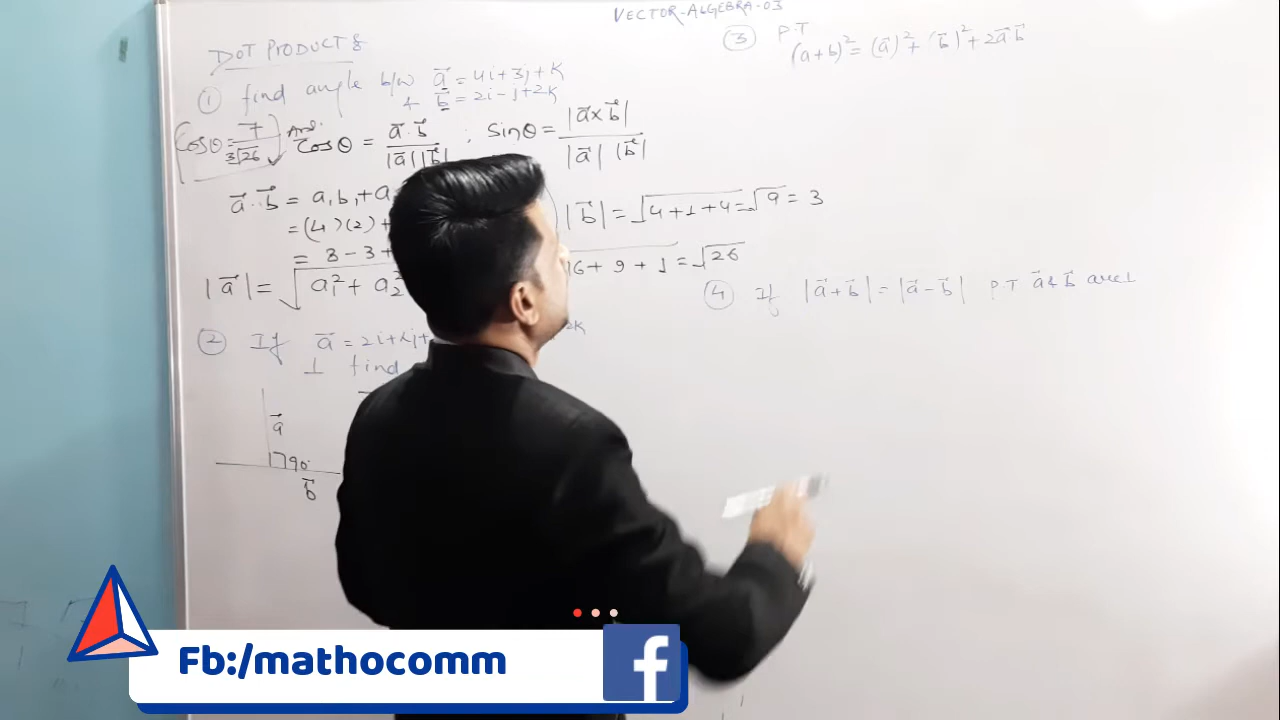 VECTOR-ALGEBRA-03
DOT PRODUCT &
① find angle b/w a⃗ = 4i+3j+k
& b⃗ = 2i-j+2k
Cosθ = 7/3√26 Ans.
Cosθ = a⃗.b⃗/|a⃗||b⃗| ; Sinθ = |a⃗×b⃗|/|a⃗||b⃗|
a⃗.b⃗ = a₁b₁+a
= (4)(2)+
= 8-3+
|a⃗| = √a₁²+a₂²
|b⃗| = √4+1+4 = √9 = 3
16+9+1 = √26
② If a⃗ = 2i+λj+ 2k
⊥ find
a⃗
90°
b⃗
③ P.T
(a+b)² = (a⃗)²+(b⃗)²+2a⃗ b⃗
④ If |a⃗+b⃗| = |a⃗-b⃗| P.T a⃗ & b⃗ are ⊥
Fb:/mathocomm
f